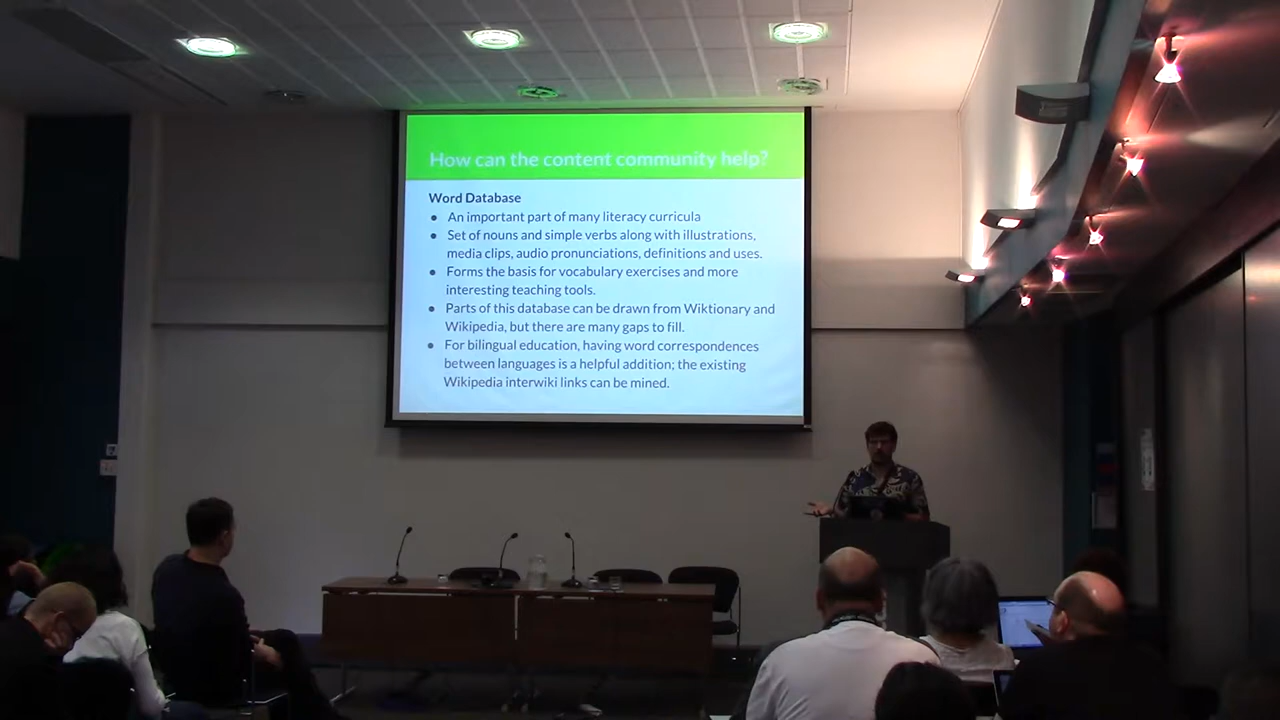 How can the content community help?
Word Database
● An important part of many literacy curricula
● Set of nouns and simple verbs along with illustrations,
media clips, audio pronunciations, definitions and uses.
● Forms the basis for vocabulary exercises and more
interesting teaching tools.
● Parts of this database can be drawn from Wiktionary and
Wikipedia, but there are many gaps to fill.
● For bilingual education, having word correspondences
between languages is a helpful addition; the existing
Wikipedia interwiki links can be mined.